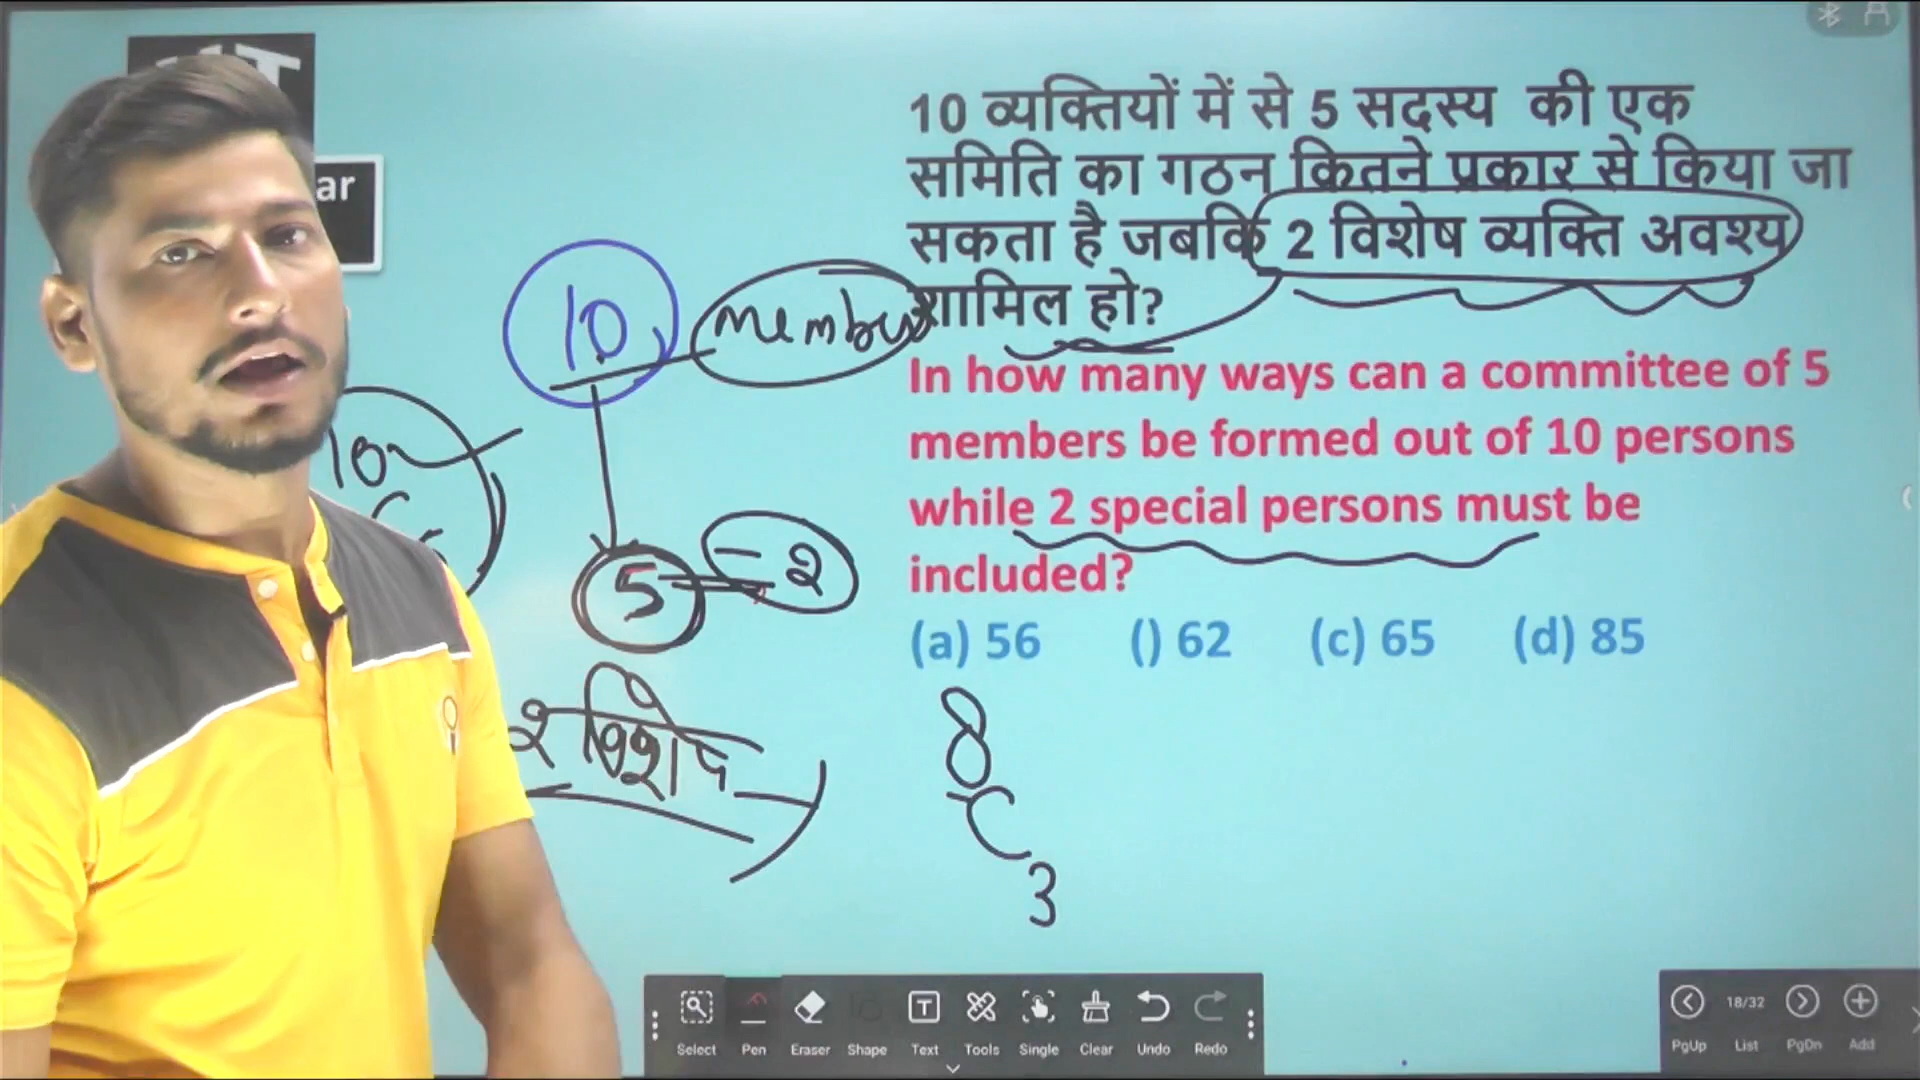 ar
10 व्यक्तियों में से 5 सदस्य की एक
समिति का गठन कितने प्रकार से किया जा
सकता है जबकि 2 विशेष व्यक्ति अवश्य
शामिल हो?
In how many ways can a committee of 5
members be formed out of 10 persons
while 2 special persons must be
included?
(a) 56 () 62 (c) 65 (d) 85
10 member
10
5 - 2
2 विशेष
8
C
3
Select Pen Eraser Shape Text Tools Single Clear Undo Redo
18/32
PgUp List PgDn Add